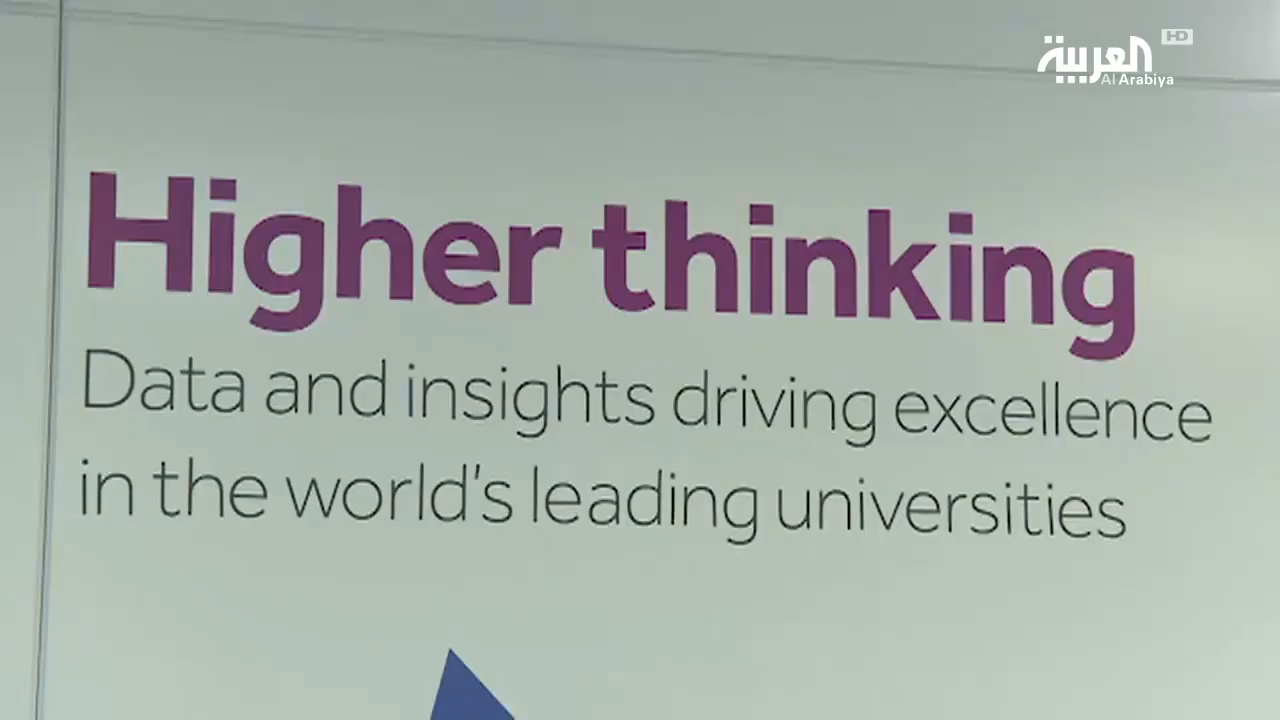 العربية HD
Al Arabiya
Higher thinking
Data and insights driving excellence
in the world's leading universities